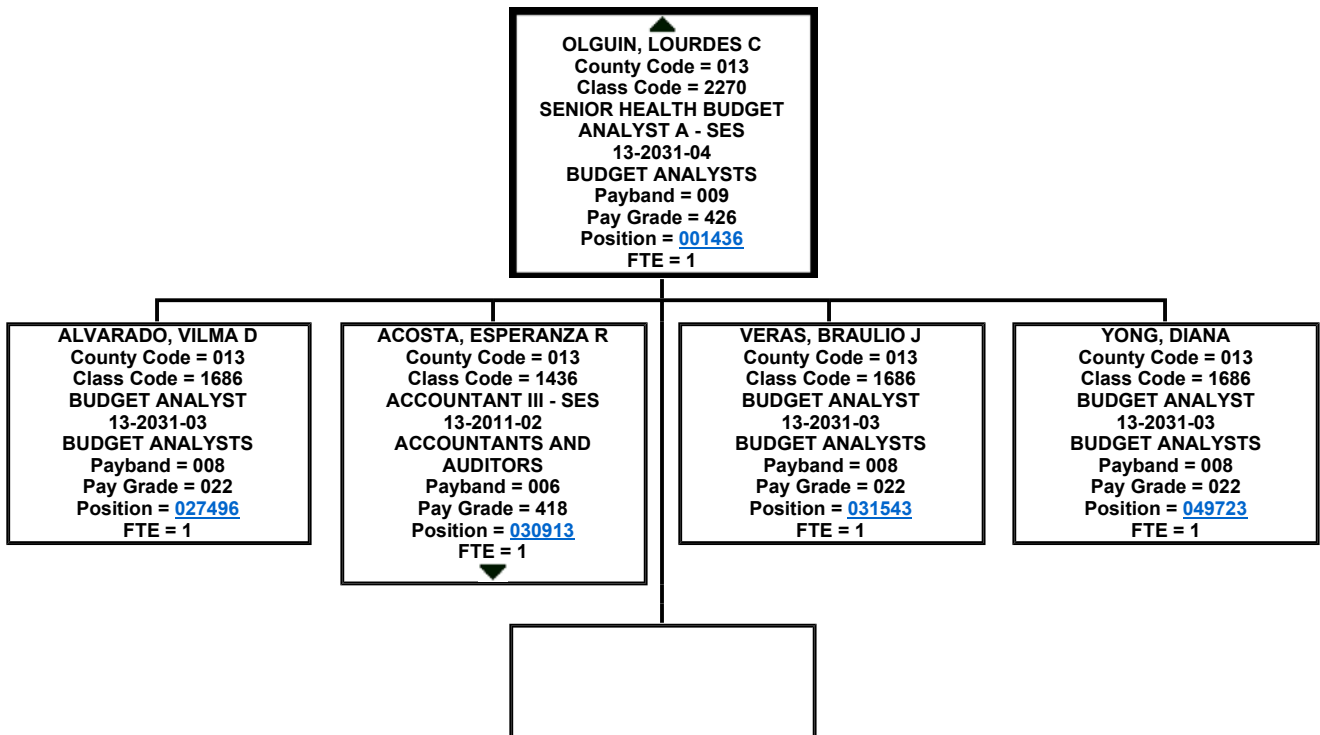 OLGUIN, LOURDES C
County Code = 013
Class Code = 2270
SENIOR HEALTH BUDGET
ANALYST A - SES
13-2031-04
BUDGET ANALYSTS
Payband = 009
Pay Grade = 426
Position = 001436
FTE = 1
ALVARADO, VILMA D
County Code = 013
Class Code = 1686
BUDGET ANALYST
13-2031-03
BUDGET ANALYSTS
Payband = 008
Pay Grade = 022
Position = 027496
FTE = 1
ACOSTA, ESPERANZA R
County Code = 013
Class Code = 1436
ACCOUNTANT III - SES
13-2011-02
ACCOUNTANTS AND
AUDITORS
Payband = 006
Pay Grade = 418
Position = 030913
FTE = 1
VERAS, BRAULIO J
County Code = 013
Class Code = 1686
BUDGET ANALYST
13-2031-03
BUDGET ANALYSTS
Payband = 008
Pay Grade = 022
Position = 031543
FTE = 1
YONG, DIANA
County Code = 013
Class Code = 1686
BUDGET ANALYST
13-2031-03
BUDGET ANALYSTS
Payband = 008
Pay Grade = 022
Position = 049723
FTE = 1